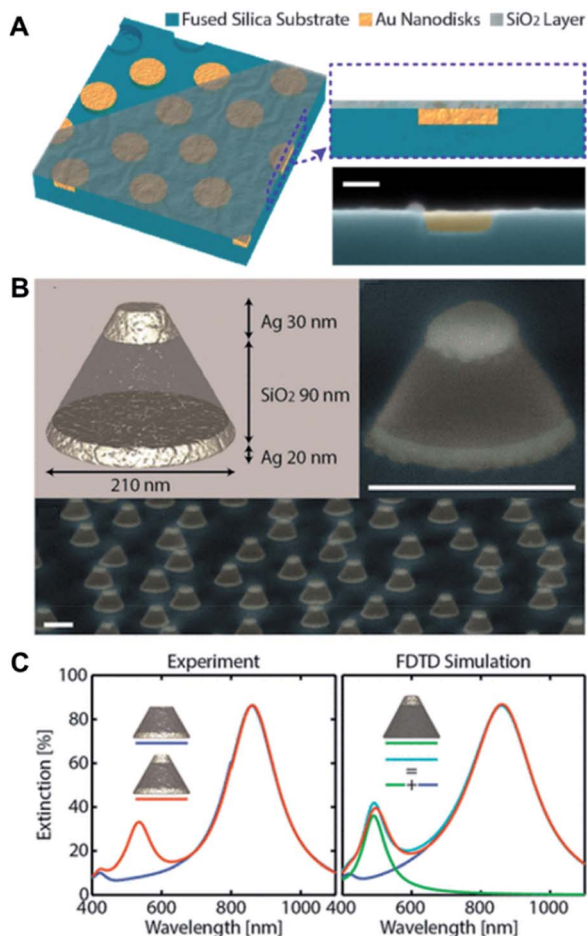 A
Fused Silica Substrate Au Nanodisks SiO₂ Layer
B
Ag 30 nm
SiO₂ 90 nm
Ag 20 nm
210 nm
C
Experiment FDTD Simulation
Extinction [%]
100
80
60
40
20
0
=
+
400 600 800 1000 400 600 800 1000
Wavelength [nm] Wavelength [nm]